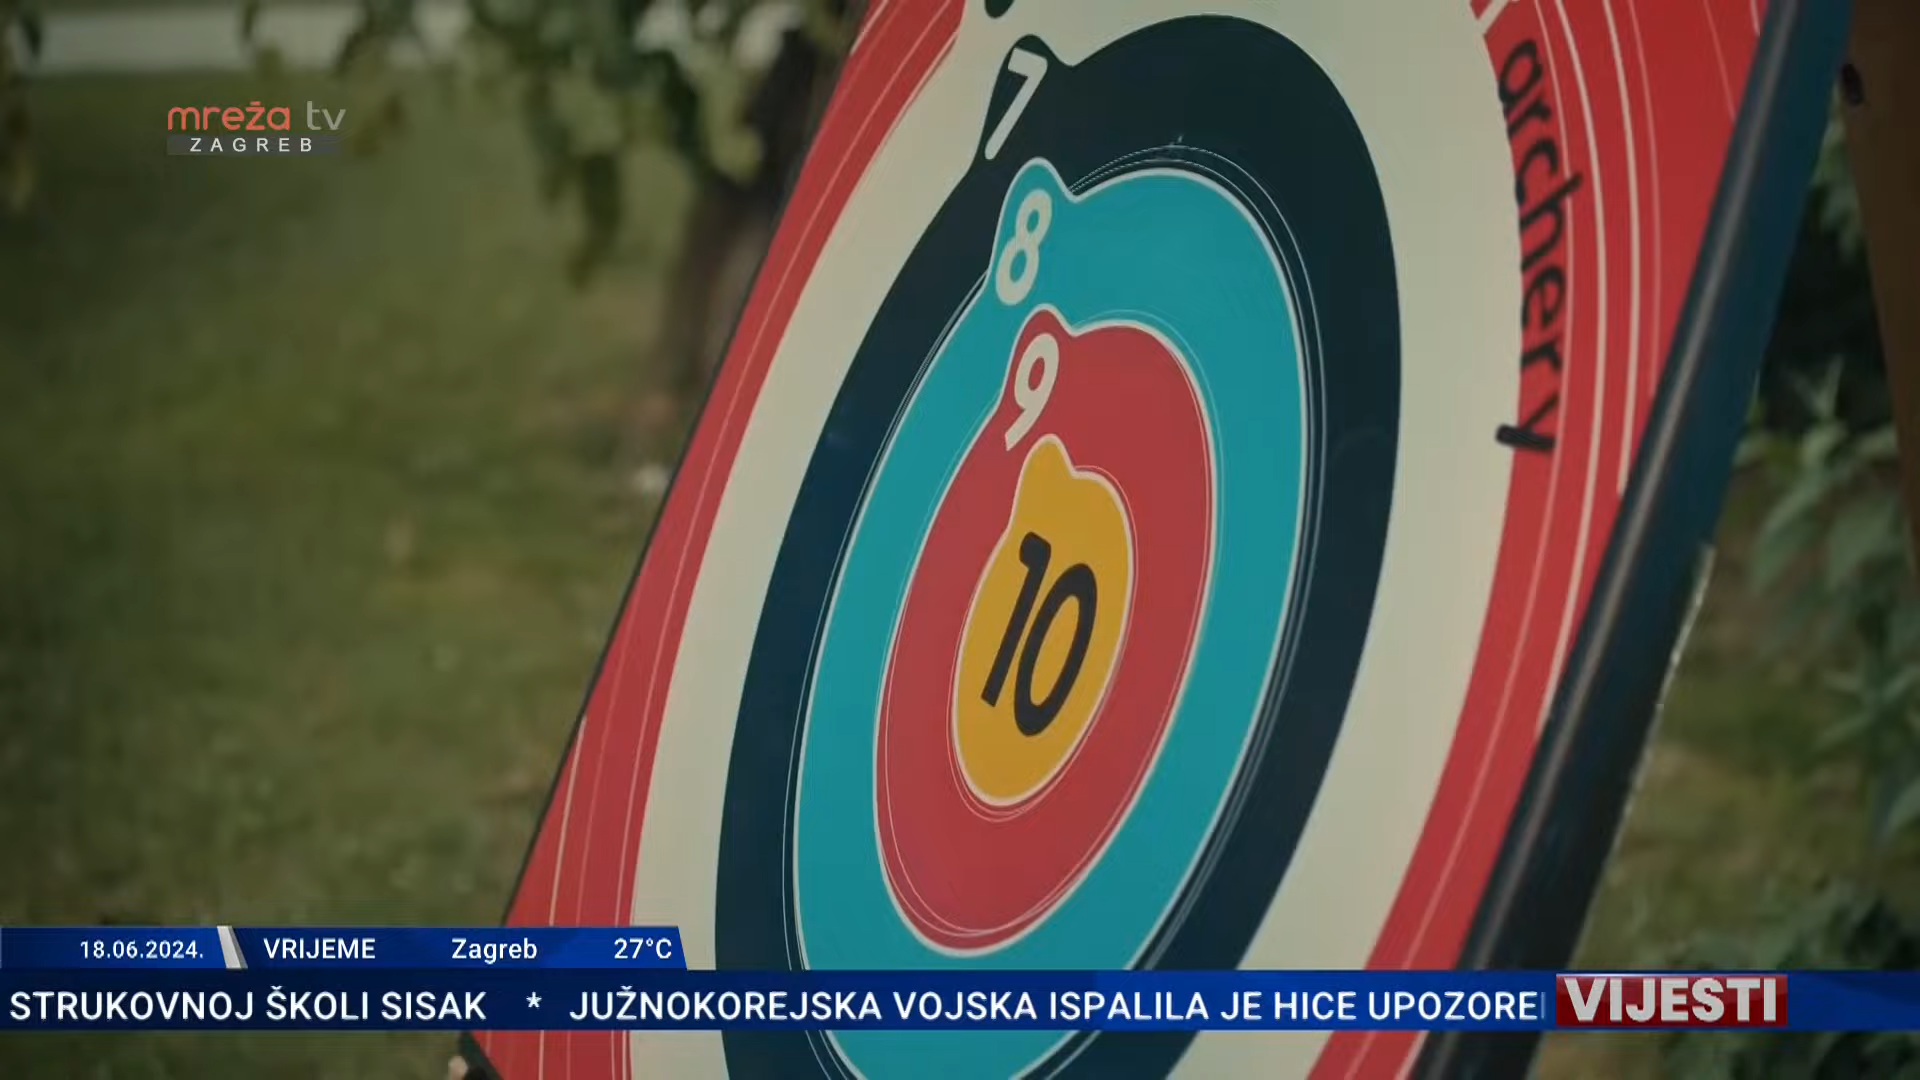 mreža tv
ZAGREB
archery
7
8
9
10
18.06.2024. VRIJEME Zagreb 27°C
STRUKOVNOJ ŠKOLI SISAK * JUŽNOKOREJSKA VOJSKA ISPALILA JE HICE UPOZORE
VIJESTI